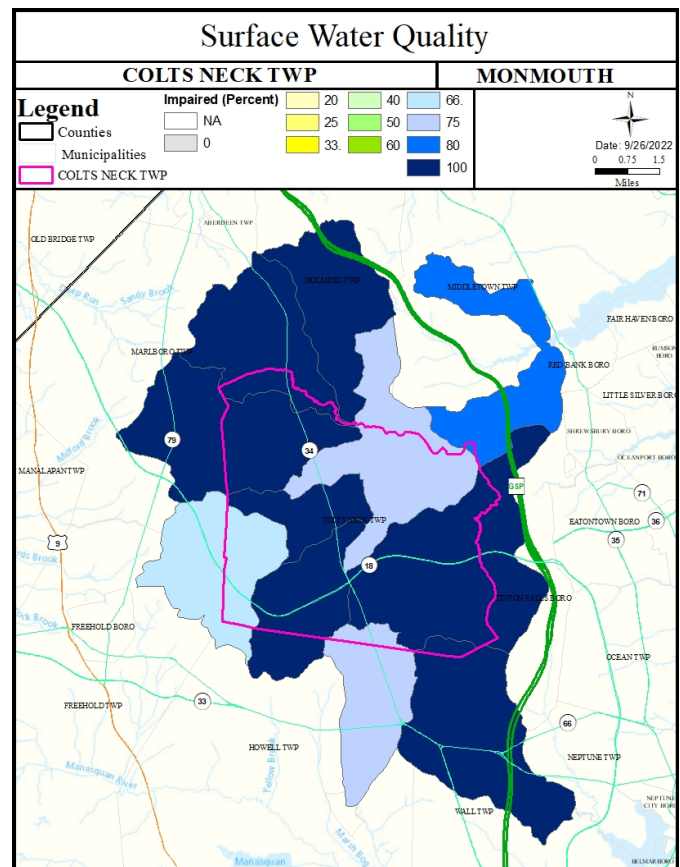 Surface Water Quality
COLTS NECK TWP
MONMOUTH
Legend
Counties
Municipalities
COLTS NECK TWP
Impaired (Percent)
NA
0
20
25
33.
40
50
60
66.
75
80
100
N
Date: 9/26/2022
0 0.75 1.5
Miles
ABERDEEN TWP
OLD BRIDGE TWP
HOLMDEL TWP
MIDDLETOWN TWP
Deep Run
Sandy Brook
FAIR HAVEN BORO
RUMSON
BORO
MARLBORO TWP
RED BANK BORO
LITTLE SILVER BORO
Milford Brook
79
34
SHREWSBURY BORO
OCEANPORT BORO
MANALAPAN TWP
GSP
71
COLTS NECK TWP
EATONTOWN BORO
36
35
9
18
TINTON FALLS BORO
FREEHOLD BORO
OCEAN TWP
FREEHOLD TWP
33
66
HOWELL TWP
NEPTUNE TWP
Manasquan River
Yellow Brook
NEPTUNE
CITY BORO
WALL TWP
Marsh Bog
Manasquan
BELMAR BORO